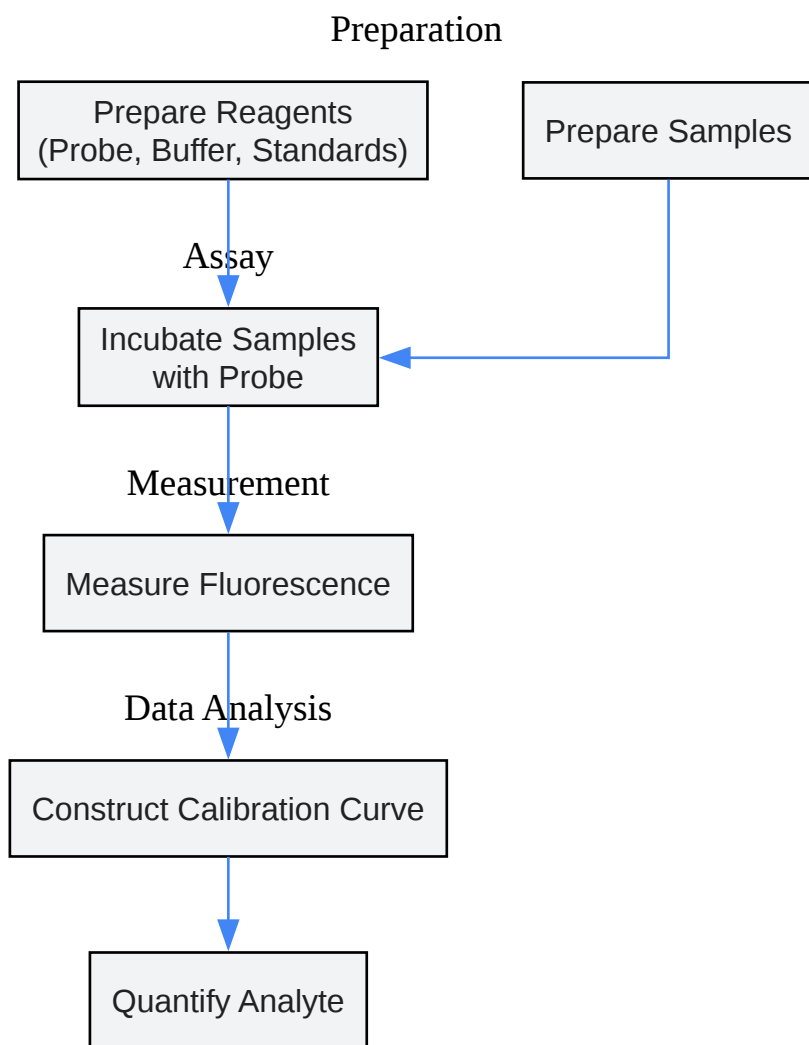 Preparation
Prepare Reagents
(Probe, Buffer, Standards)
Prepare Samples
Assay
Incubate Samples
with Probe
Measurement
Measure Fluorescence
Data Analysis
Construct Calibration Curve
Quantify Analyte